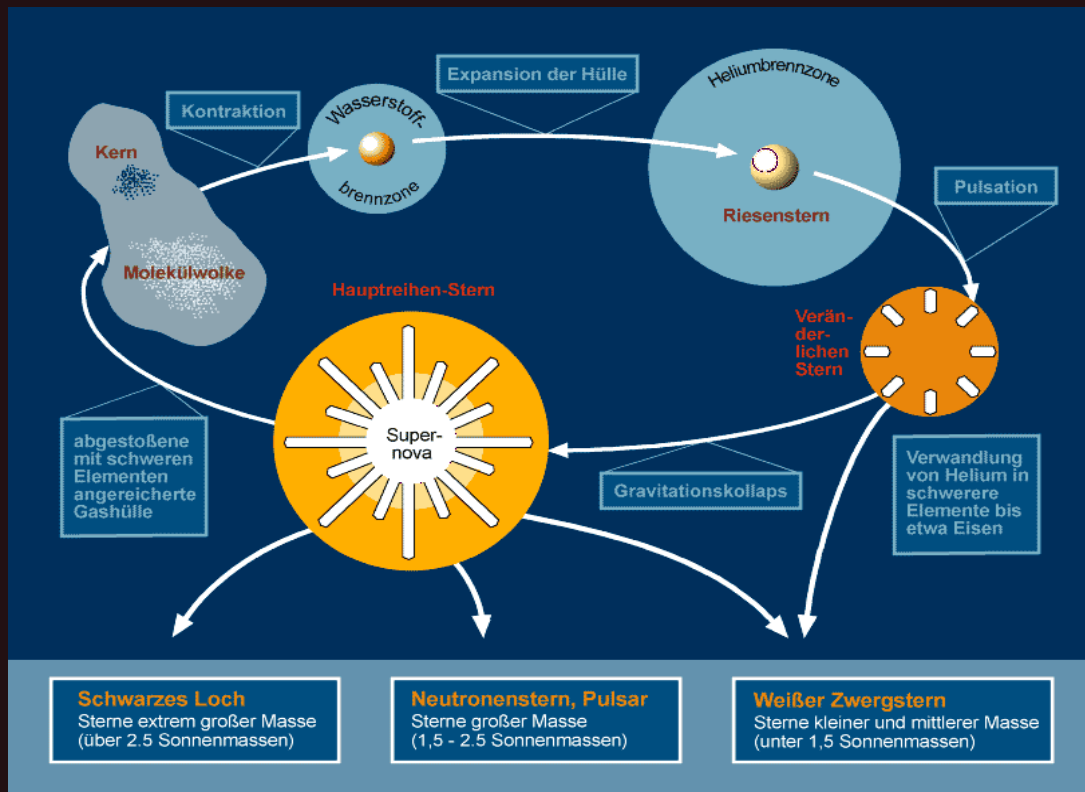 Kontraktion
Expansion der Hülle
Heliumbrennzone
Wasserstoff-
brennzone
Kern
Molekülwolke
Riesenstern
Pulsation
Hauptreihen-Stern
Verän-
der-
lichen
Stern
Super-
nova
abgestoßene
mit schweren
Elementen
angereicherte
Gashülle
Gravitationskollaps
Verwandlung
von Helium in
schwerere
Elemente bis
etwa Eisen
Schwarzes Loch
Sterne extrem großer Masse
(über 2.5 Sonnenmassen)
Neutronenstern, Pulsar
Sterne großer Masse
(1,5 - 2.5 Sonnenmassen)
Weißer Zwergstern
Sterne kleiner und mittlerer Masse
(unter 1,5 Sonnenmassen)